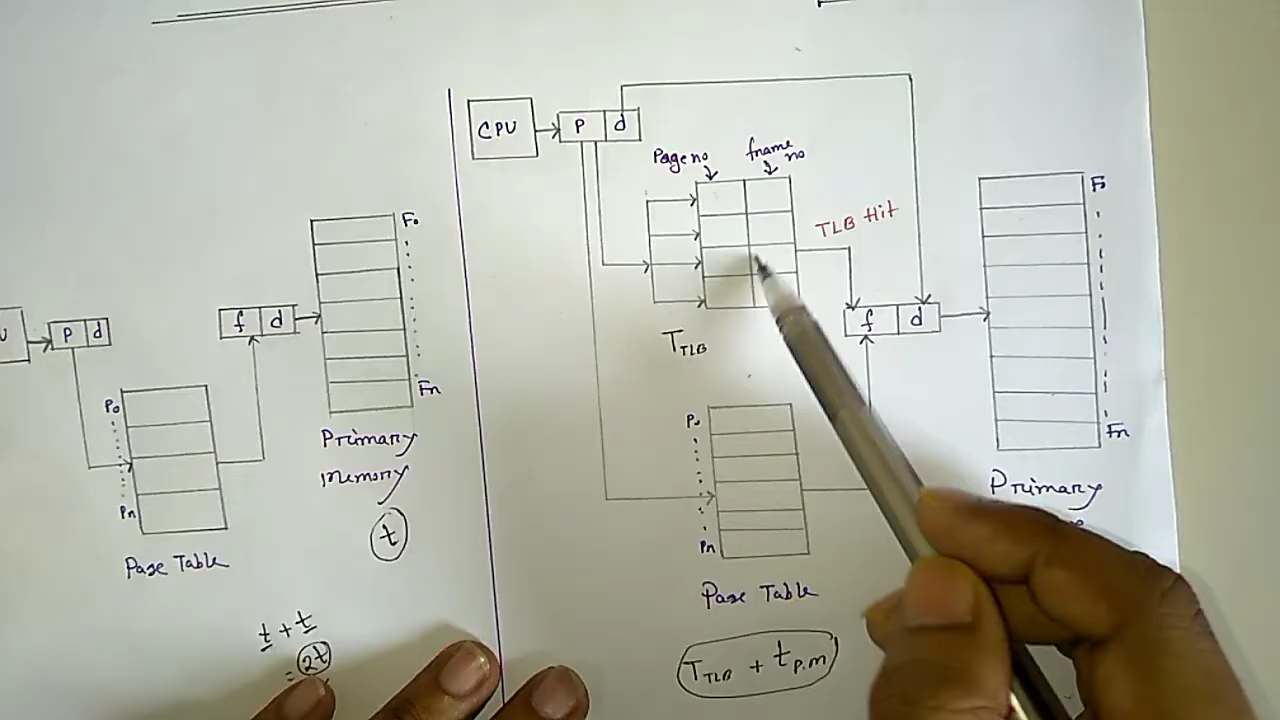 U
P d
P0
Pn
Page Table
f d
F0
Fn
Primary
memory
t
t + t
= 2t
CPU
P d
Page no
fname
no
TLB Hit
TTLB
f d
P0
Pn
Page Table
TTLB + tP.m
F0
Fn
Primary